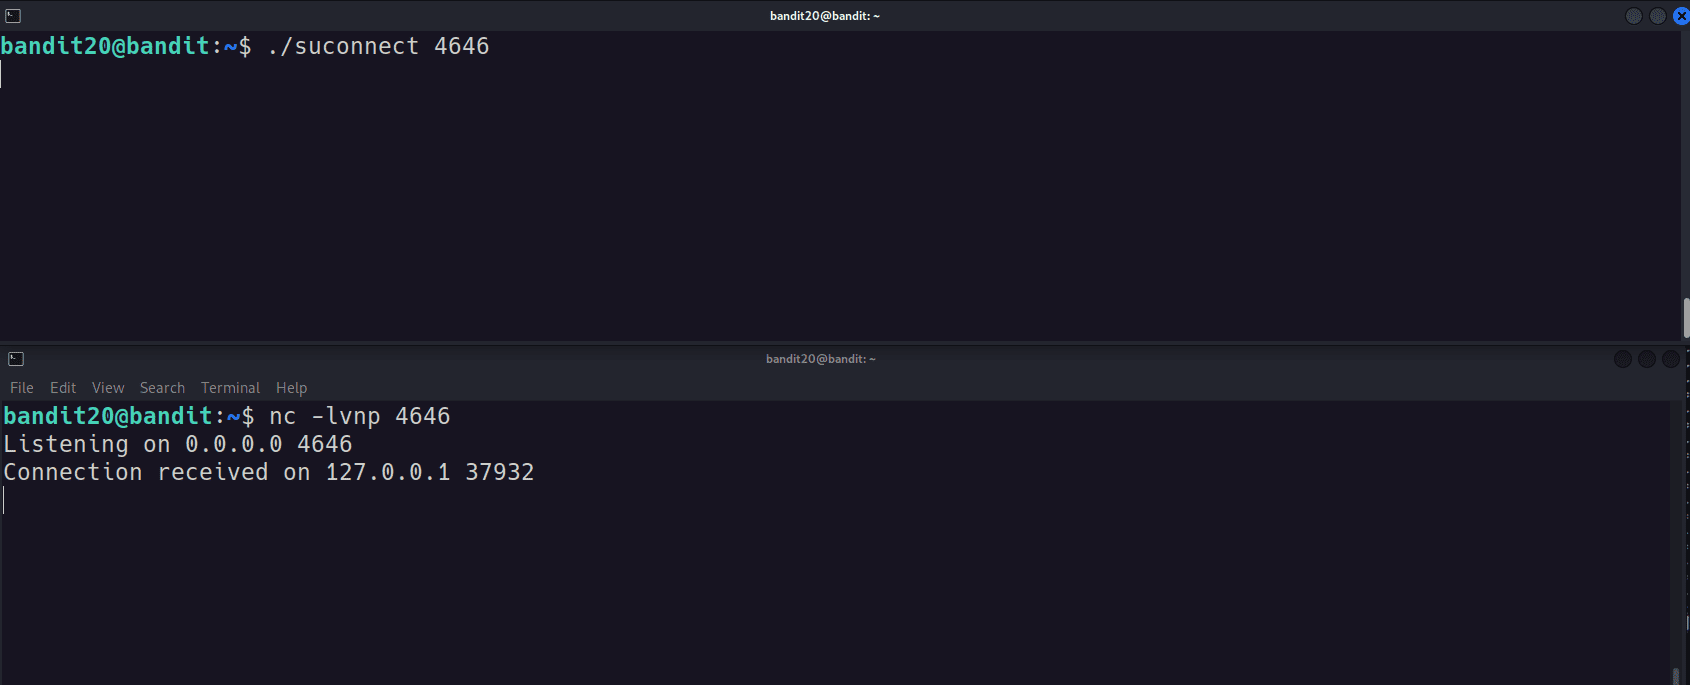 bandit20@bandit: ~
bandit20@bandit:~$ ./suconnect 4646
bandit20@bandit: ~
File Edit View Search Terminal Help
bandit20@bandit:~$ nc -lvnp 4646
Listening on 0.0.0.0 4646
Connection received on 127.0.0.1 37932